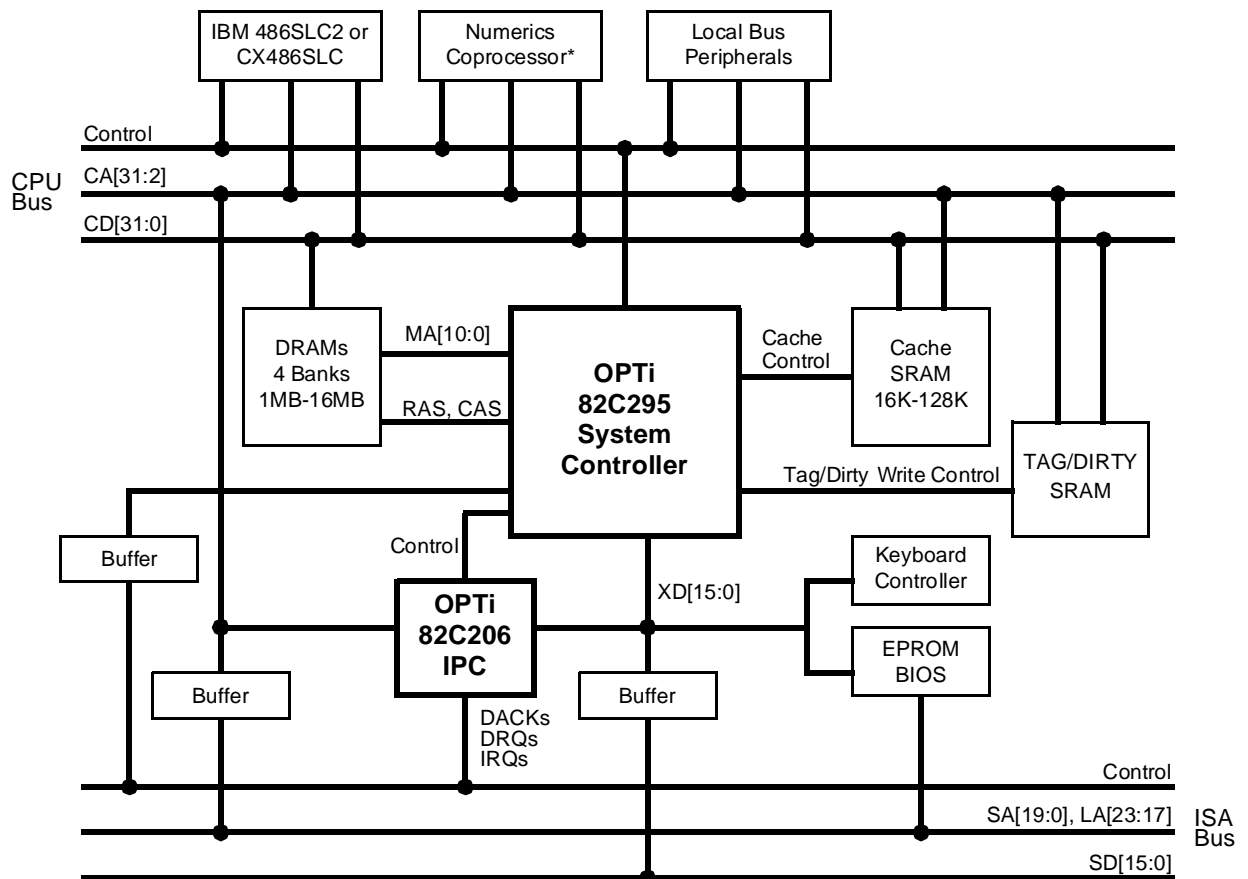 IBM 486SLC2 or
CX486SLC
Numerics
Coprocessor*
Local Bus
Peripherals
Control
CPU
Bus
CA[31:2]
CD[31:0]
DRAMs
4 Banks
1MB-16MB
MA[10:0]
RAS, CAS
OPTi
82C295
System
Controller
Cache
Control
Cache
SRAM
16K-128K
Tag/Dirty Write Control
TAG/DIRTY
SRAM
Buffer
Control
OPTi
82C206
IPC
XD[15:0]
Keyboard
Controller
EPROM
BIOS
Buffer
Buffer
DACKs
DRQs
IRQs
Control
SA[19:0], LA[23:17]
ISA
Bus
SD[15:0]